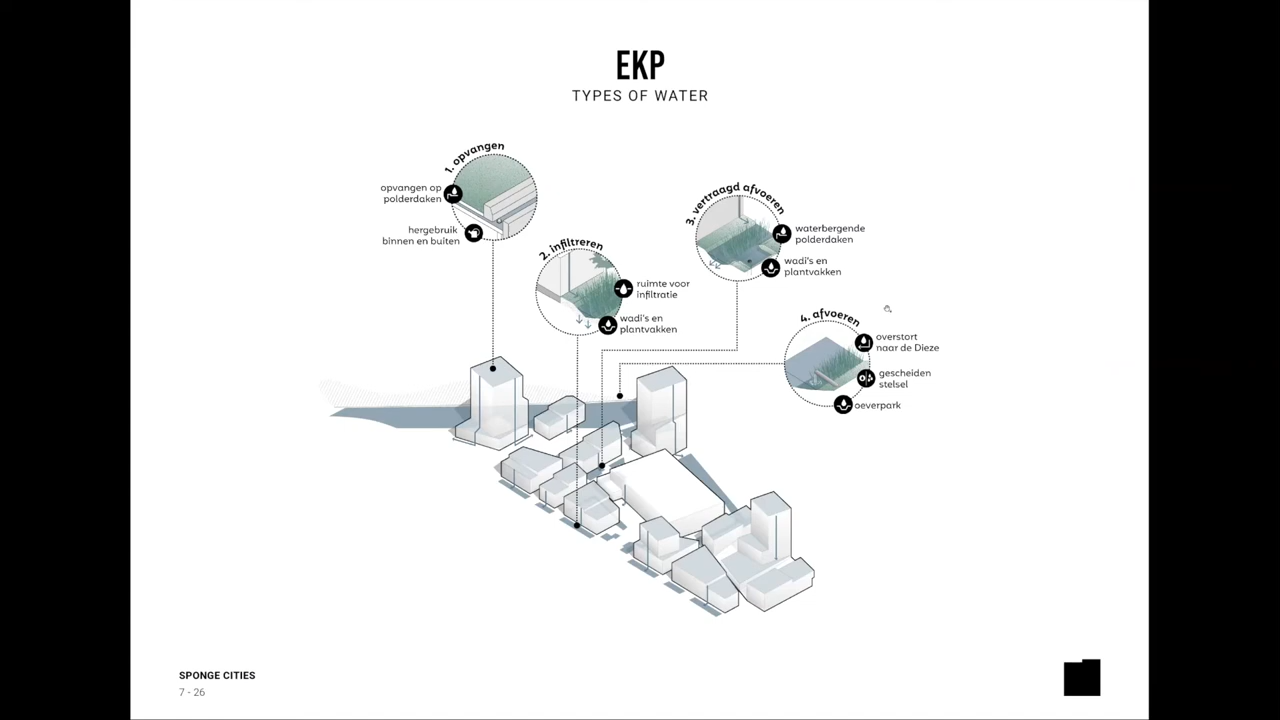 EKP
TYPES OF WATER
1. opvangen
opvangen op
polderdaken
hergebruik
binnen en buiten
2. infiltreren
ruimte voor
infiltratie
wadi's en
plantvakken
3. vertraagd afvoeren
waterbergende
polderdaken
wadi's en
plantvakken
4. afvoeren
overstort
naar de Dieze
gescheiden
stelsel
oeverpark
SPONGE CITIES
7 - 26